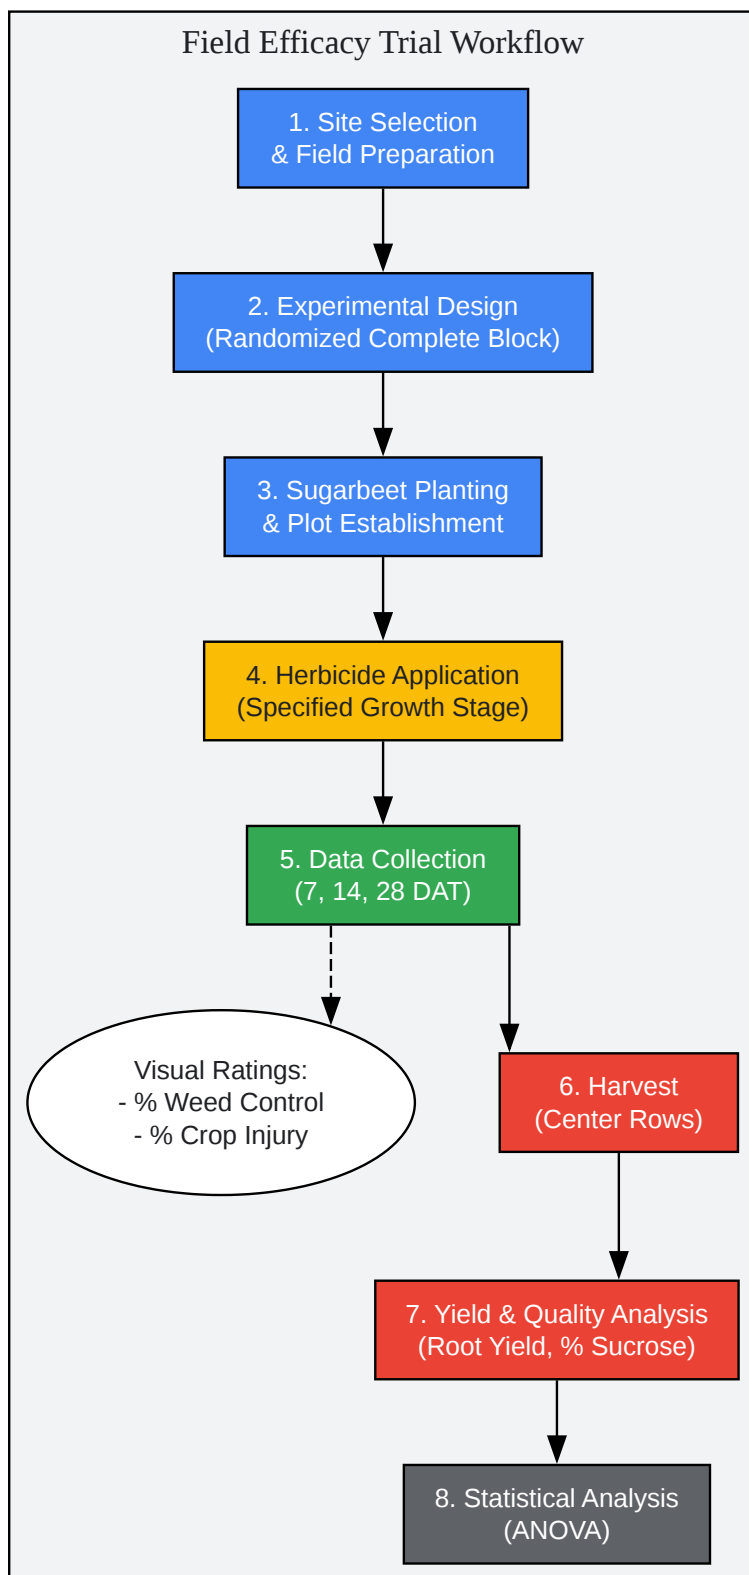 Field Efficacy Trial Workflow
1. Site Selection
& Field Preparation
2. Experimental Design
(Randomized Complete Block)
3. Sugarbeet Planting
& Plot Establishment
4. Herbicide Application
(Specified Growth Stage)
5. Data Collection
(7, 14, 28 DAT)
Visual Ratings:
- % Weed Control
- % Crop Injury
6. Harvest
(Center Rows)
7. Yield & Quality Analysis
(Root Yield, % Sucrose)
8. Statistical Analysis
(ANOVA)